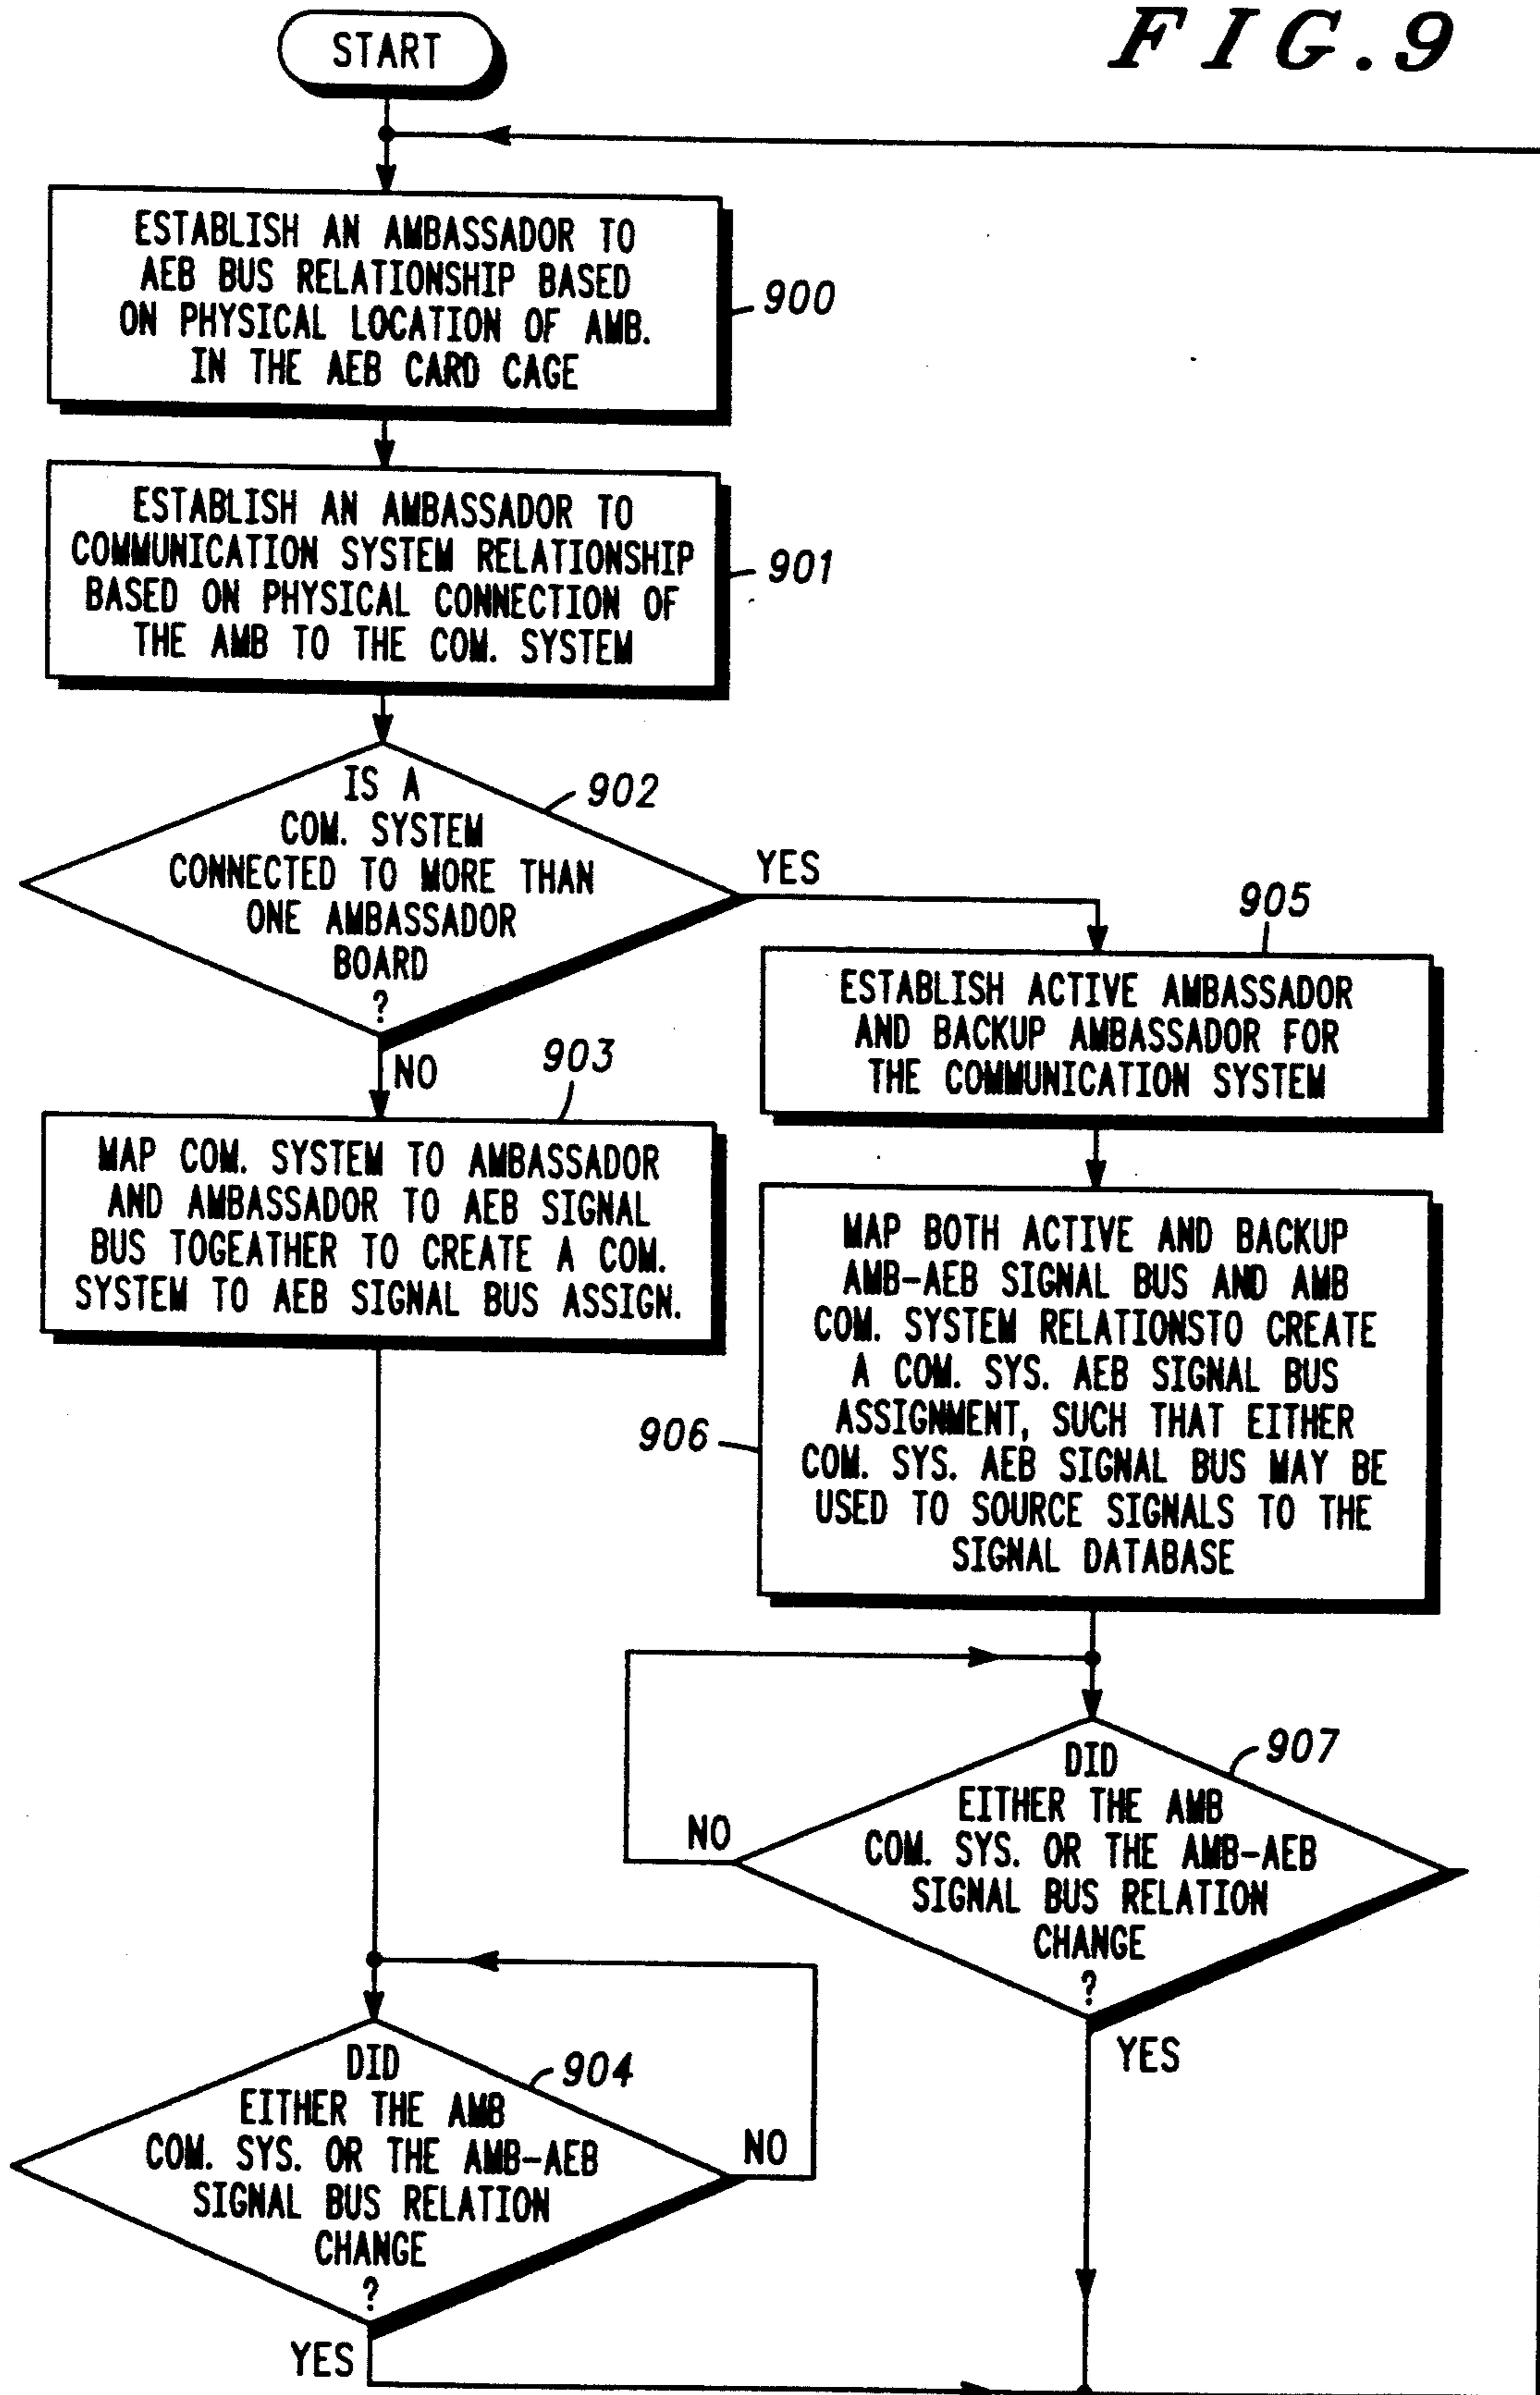 FIG.9
START
ESTABLISH AN AMBASSADOR TO
AEB BUS RELATIONSHIP BASED
ON PHYSICAL LOCATION OF AMB.
IN THE AEB CARD CAGE
900
ESTABLISH AN AMBASSADOR TO
COMMUNICATION SYSTEM RELATIONSHIP
BASED ON PHYSICAL CONNECTION OF
THE AMB TO THE COM. SYSTEM
901
IS A
COM. SYSTEM
CONNECTED TO MORE THAN
ONE AMBASSADOR
BOARD
?
902
YES
NO
903
MAP COM. SYSTEM TO AMBASSADOR
AND AMBASSADOR TO AEB SIGNAL
BUS TOGEATHER TO CREATE A COM.
SYSTEM TO AEB SIGNAL BUS ASSIGN.
905
ESTABLISH ACTIVE AMBASSADOR
AND BACKUP AMBASSADOR FOR
THE COMMUNICATION SYSTEM
MAP BOTH ACTIVE AND BACKUP
AMB-AEB SIGNAL BUS AND AMB
COM. SYSTEM RELATIONSTO CREATE
A COM. SYS. AEB SIGNAL BUS
ASSIGNMENT, SUCH THAT EITHER
COM. SYS. AEB SIGNAL BUS MAY BE
USED TO SOURCE SIGNALS TO THE
SIGNAL DATABASE
906
DID
EITHER THE AMB
COM. SYS. OR THE AMB-AEB
SIGNAL BUS RELATION
CHANGE
?
907
NO
YES
DID
EITHER THE AMB
COM. SYS. OR THE AMB-AEB
SIGNAL BUS RELATION
CHANGE
?
904
NO
YES